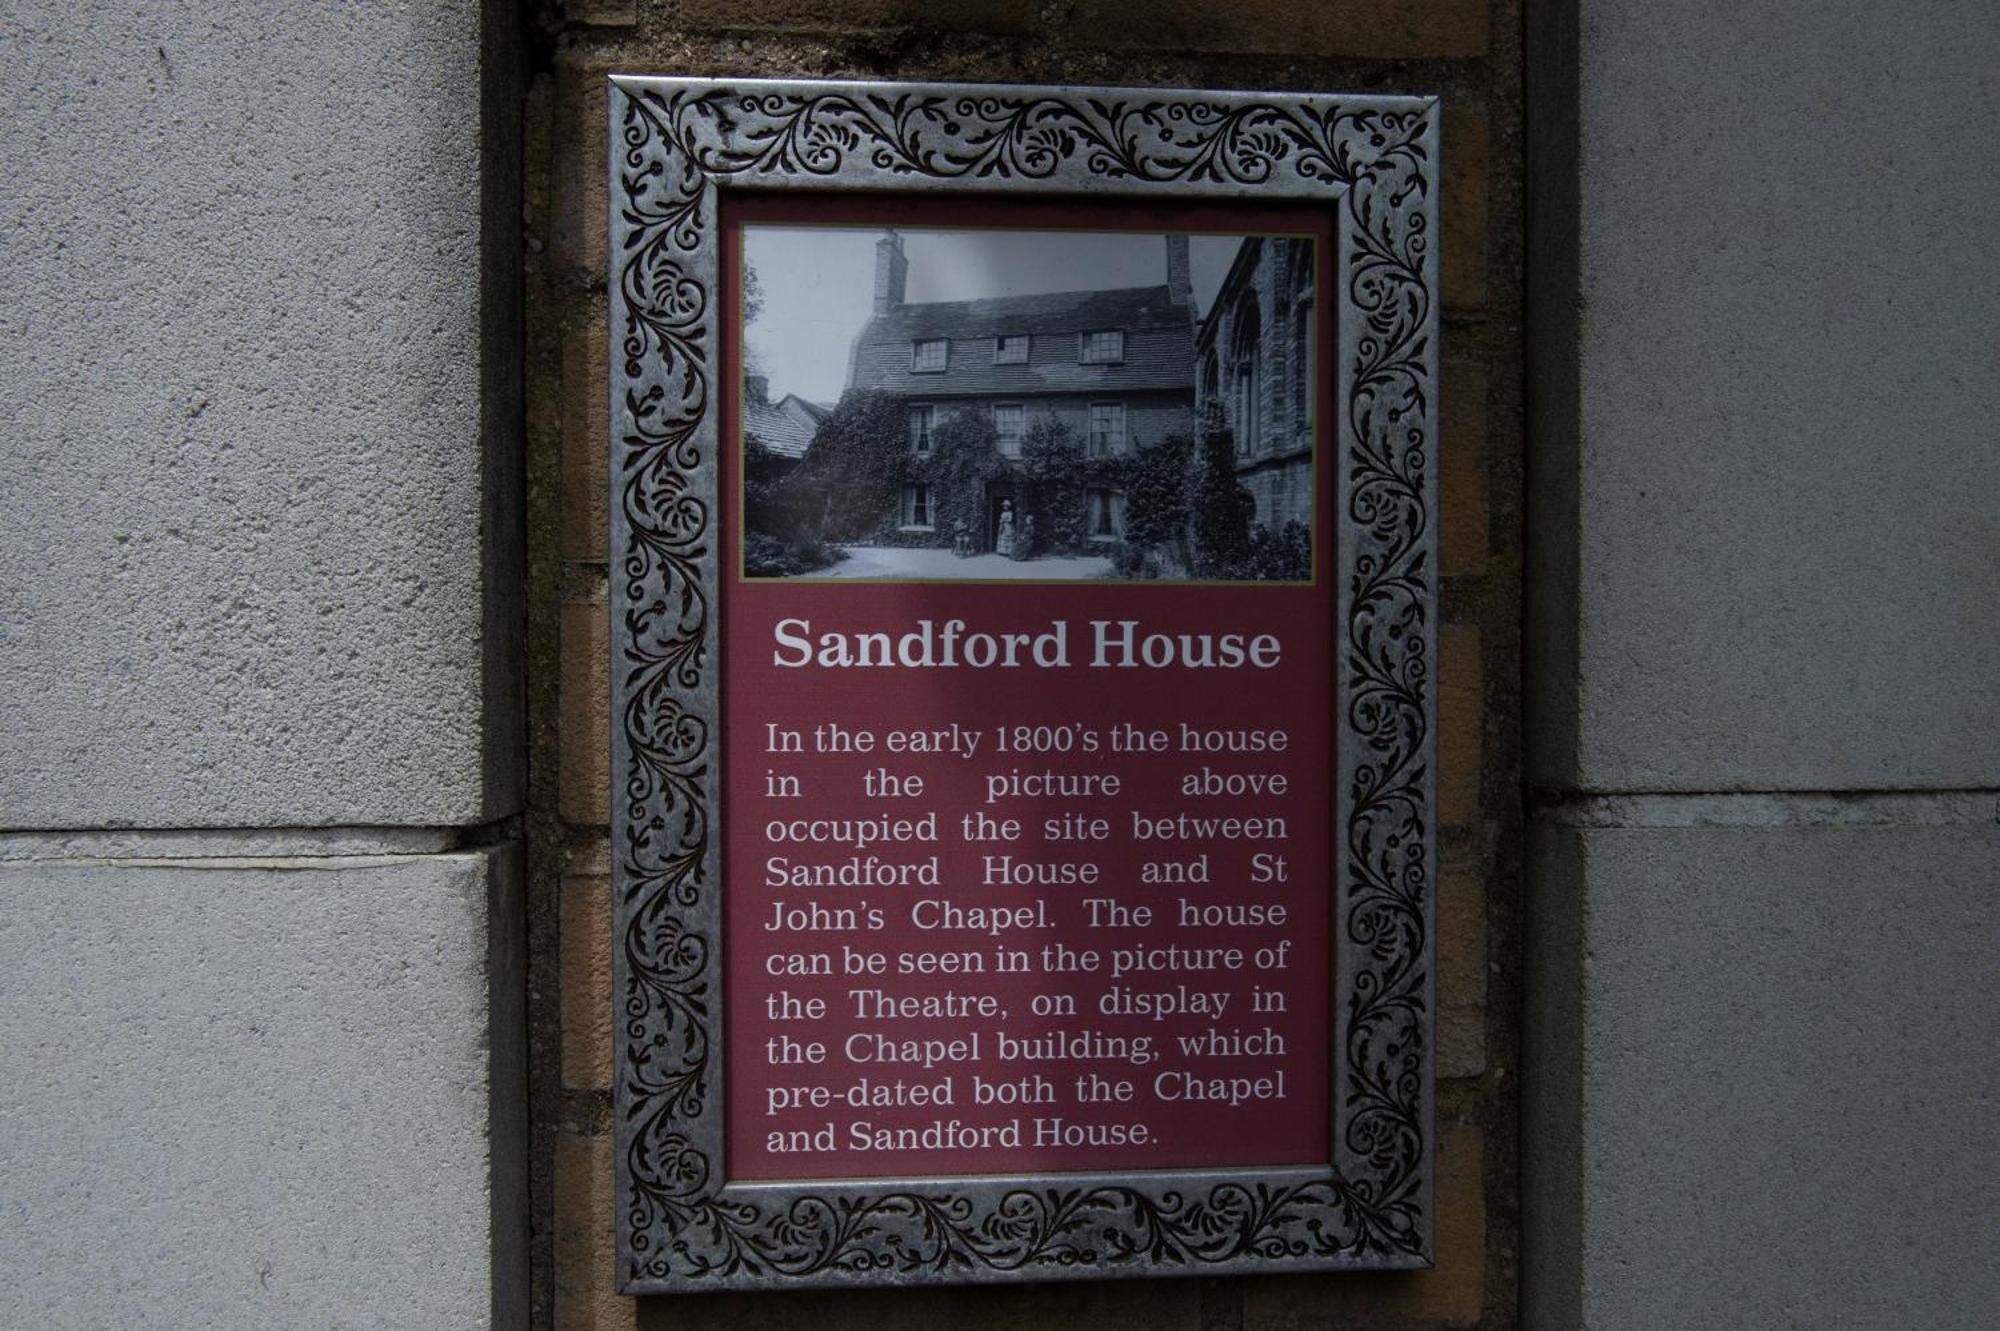 Sandford House
In the early 1800's the house
in the picture above
occupied the site between
Sandford House and St
John's Chapel. The house
can be seen in the picture of
the Theatre, on display in
the Chapel building, which
pre-dated both the Chapel
and Sandford House.